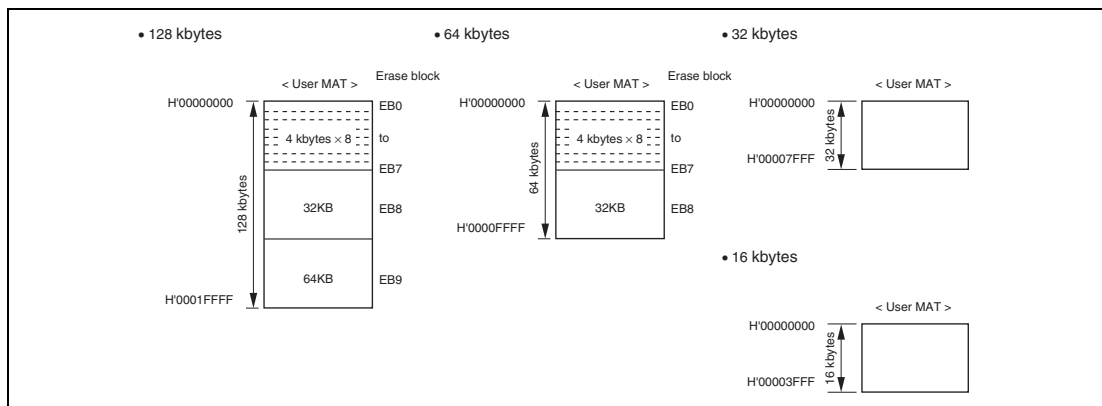 • 128 kbytes
< User MAT >
Erase block
H'00000000
EB0
4 kbytes × 8
to
EB7
128 kbytes
32KB
EB8
64KB
EB9
H'0001FFFF
• 64 kbytes
< User MAT >
Erase block
H'00000000
EB0
4 kbytes × 8
to
EB7
64 kbytes
32KB
EB8
H'0000FFFF
• 32 kbytes
< User MAT >
H'00000000
32 kbytes
H'00007FFF
• 16 kbytes
< User MAT >
H'00000000
16 kbytes
H'00003FFF